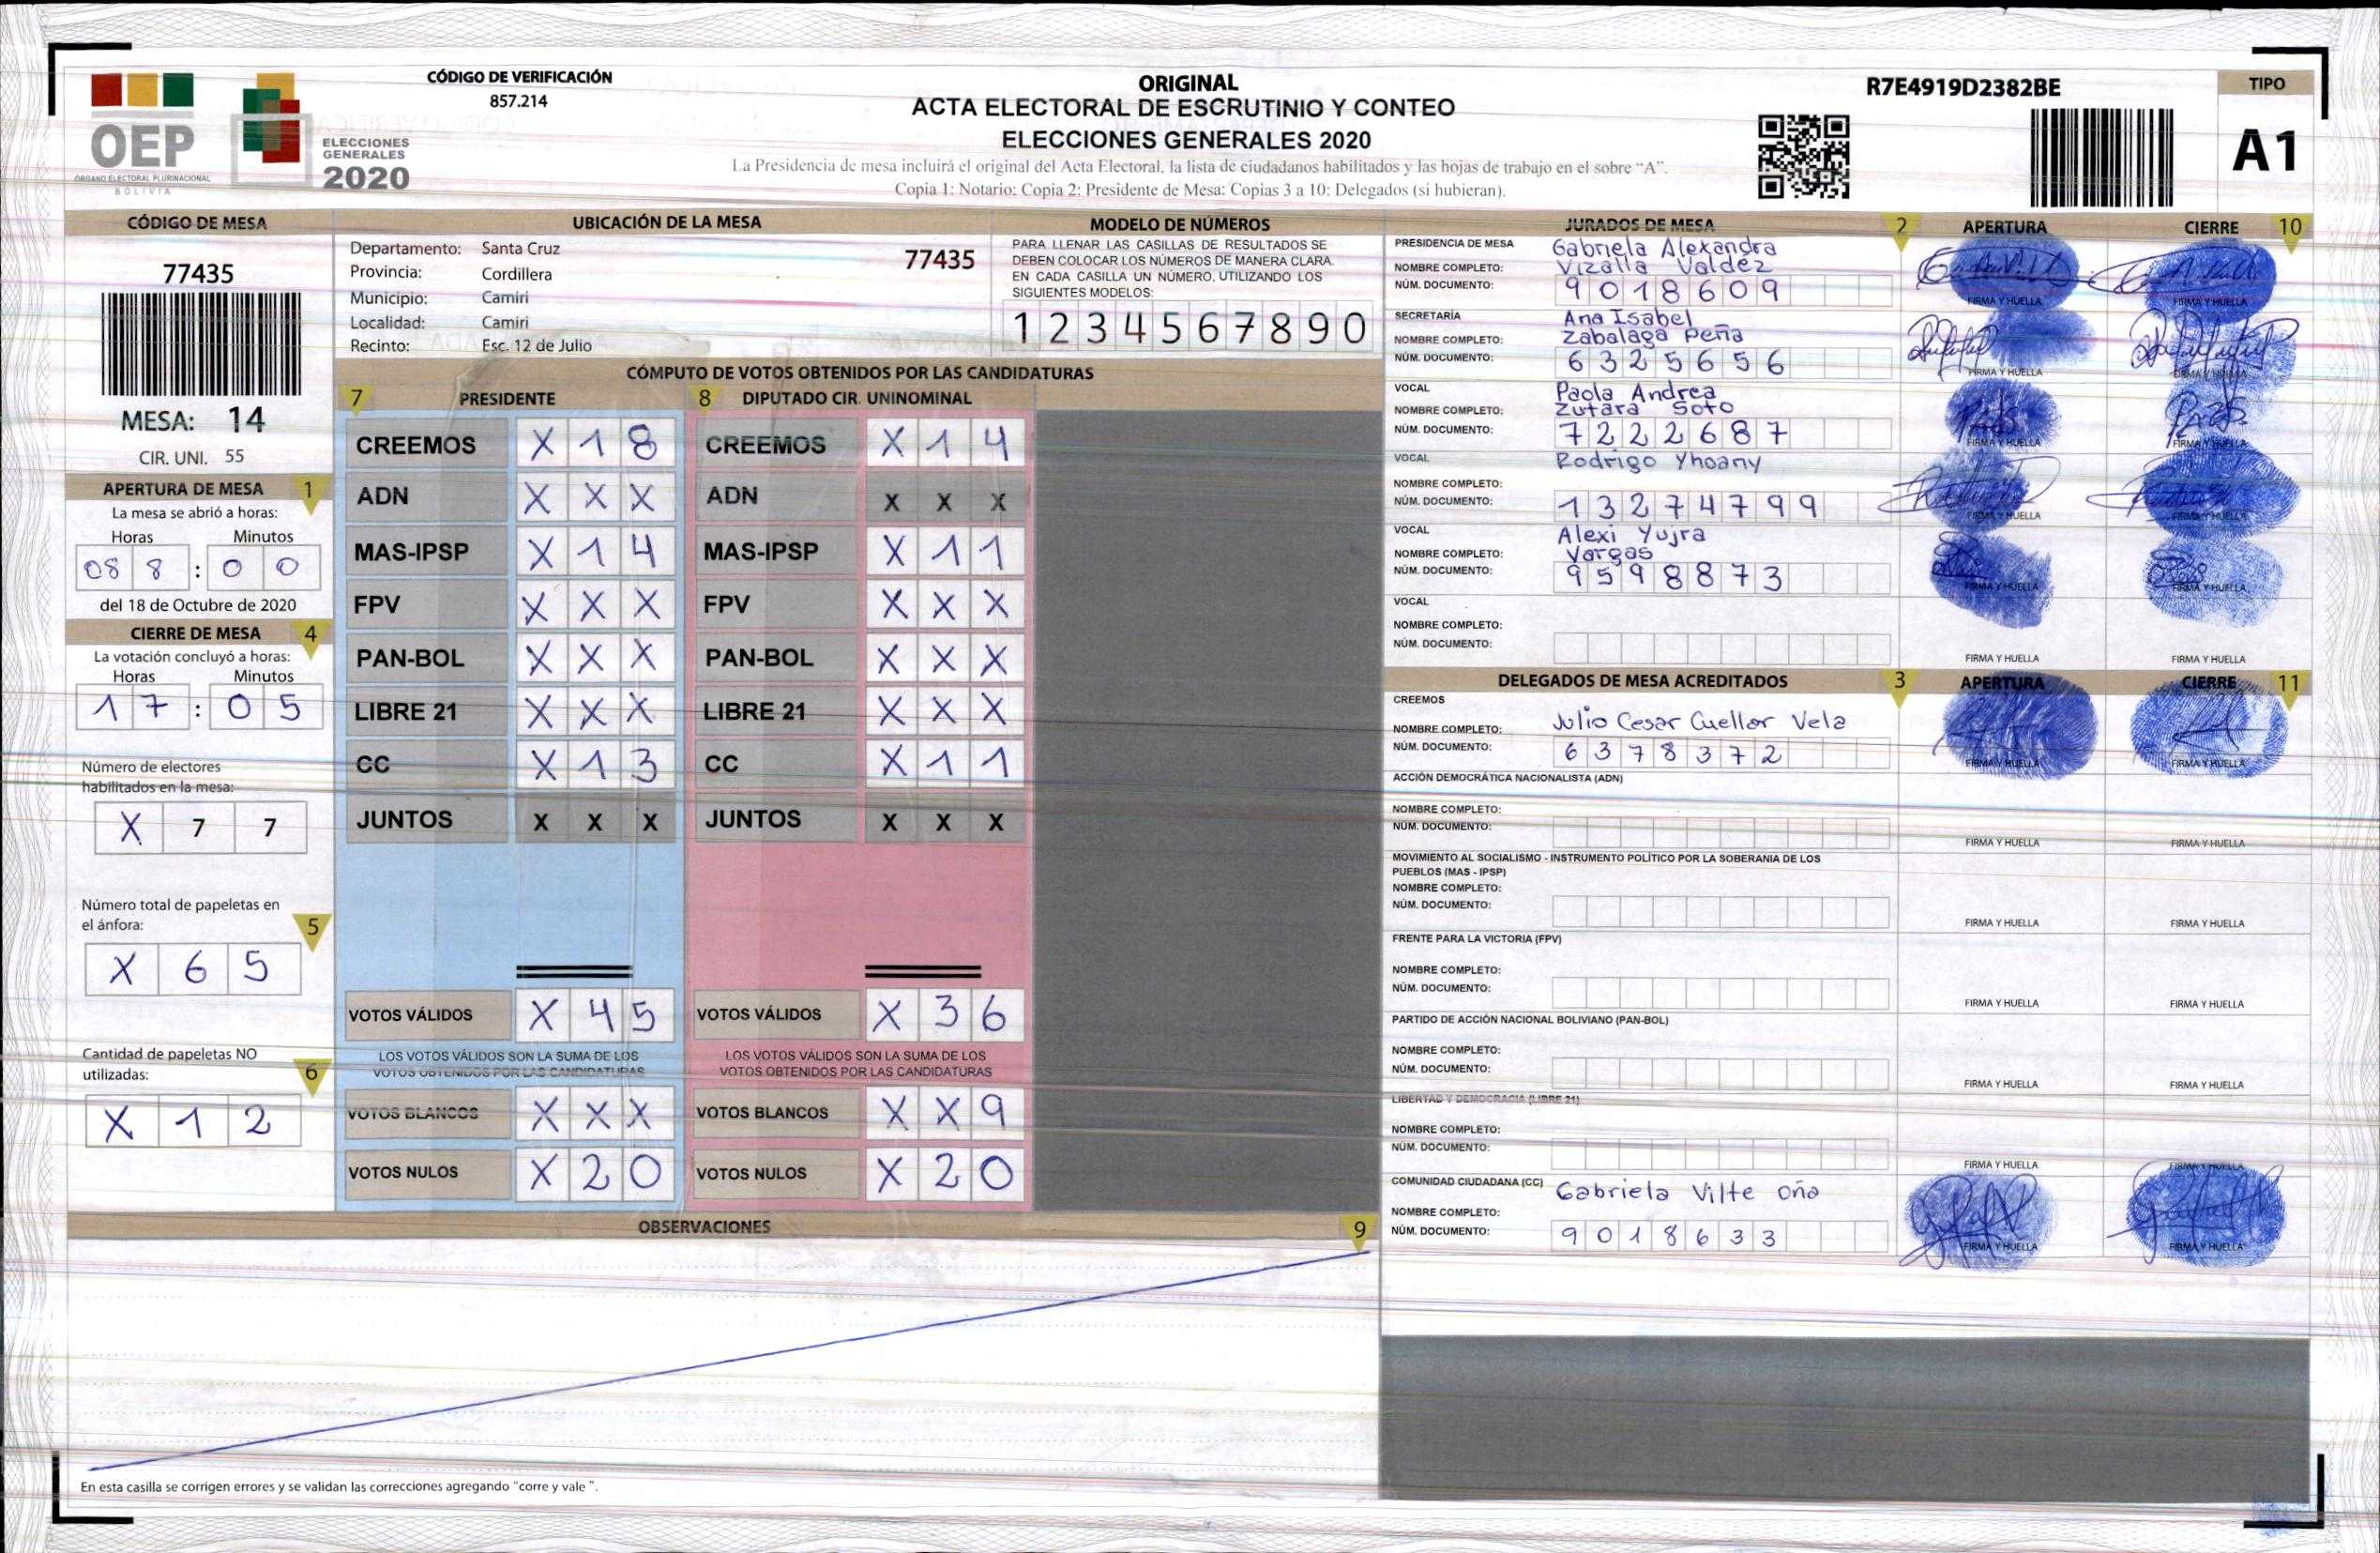 OEP
ÓRGANO ELECTORAL PLURINACIONAL
BOLIVIA
ELECCIONES
GENERALES
2020
CÓDIGO DE VERIFICACIÓN
857.214
ORIGINAL
ACTA ELECTORAL DE ESCRUTINIO Y CONTEO
ELECCIONES GENERALES 2020
La Presidencia de mesa incluirá el original del Acta Electoral, la lista de ciudadanos habilitados y las hojas de trabajo en el sobre “A”.
Copia 1: Notario; Copia 2: Presidente de Mesa; Copias 3 a 10: Delegados (si hubieran).
R7E4919D2382BE
TIPO
A1
CÓDIGO DE MESA
77435
MESA: 14
CIR. UNI. 55
APERTURA DE MESA 1
La mesa se abrió a horas:
Horas Minutos
08 8 : 0 0
del 18 de Octubre de 2020
CIERRE DE MESA 4
La votación concluyó a horas:
Horas Minutos
1 7 : 0 5
Número de electores
habilitados en la mesa:
X 7 7
Número total de papeletas en
el ánfora: 5
X 6 5
Cantidad de papeletas NO
utilizadas: 6
X 1 2
UBICACIÓN DE LA MESA
Departamento: Santa Cruz 77435
Provincia: Cordillera
Municipio: Camiri
Localidad: Camiri
Recinto: Esc. 12 de Julio
MODELO DE NÚMEROS
PARA LLENAR LAS CASILLAS DE RESULTADOS SE
DEBEN COLOCAR LOS NÚMEROS DE MANERA CLARA.
EN CADA CASILLA UN NÚMERO, UTILIZANDO LOS
SIGUIENTES MODELOS:
1 2 3 4 5 6 7 8 9 0
CÓMPUTO DE VOTOS OBTENIDOS POR LAS CANDIDATURAS
7 PRESIDENTE
CREEMOS X 1 8
ADN X X X
MAS-IPSP X 1 4
FPV X X X
PAN-BOL X X X
LIBRE 21 X X X
CC X 1 3
JUNTOS X X X
VOTOS VÁLIDOS X 4 5
LOS VOTOS VÁLIDOS SON LA SUMA DE LOS
VOTOS OBTENIDOS POR LAS CANDIDATURAS
VOTOS BLANCOS X X X
VOTOS NULOS X 2 0
8 DIPUTADO CIR. UNINOMINAL
CREEMOS X 1 4
ADN X X X
MAS-IPSP X 1 1
FPV X X X
PAN-BOL X X X
LIBRE 21 X X X
CC X 1 1
JUNTOS X X X
VOTOS VÁLIDOS X 3 6
LOS VOTOS VÁLIDOS SON LA SUMA DE LOS
VOTOS OBTENIDOS POR LAS CANDIDATURAS
VOTOS BLANCOS X X 9
VOTOS NULOS X 2 0
OBSERVACIONES 9
En esta casilla se corrigen errores y se validan las correcciones agregando "corre y vale ".
JURADOS DE MESA 2 APERTURA CIERRE 10
PRESIDENCIA DE MESA Gabriela Alexandra
NOMBRE COMPLETO: Vizalla Valdez
NÚM. DOCUMENTO: 9 0 1 8 6 0 9
FIRMA Y HUELLA FIRMA Y HUELLA
SECRETARÍA Ana Isabel
NOMBRE COMPLETO: Zabalaga Peña
NÚM. DOCUMENTO: 6 3 2 5 6 5 6
FIRMA Y HUELLA FIRMA Y HUELLA
VOCAL Paola Andrea
NOMBRE COMPLETO: Zutara Soto
NÚM. DOCUMENTO: 7 2 2 2 6 8 7
FIRMA Y HUELLA FIRMA Y HUELLA
VOCAL Rodrigo Yhoany
NOMBRE COMPLETO:
NÚM. DOCUMENTO: 1 3 2 7 4 7 9 9
FIRMA Y HUELLA FIRMA Y HUELLA
VOCAL Alexi Yujra
NOMBRE COMPLETO: Vargas
NÚM. DOCUMENTO: 9 5 9 8 8 7 3
FIRMA Y HUELLA FIRMA Y HUELLA
VOCAL
NOMBRE COMPLETO:
NÚM. DOCUMENTO:
FIRMA Y HUELLA FIRMA Y HUELLA
DELEGADOS DE MESA ACREDITADOS 3 APERTURA CIERRE 11
CREEMOS
NOMBRE COMPLETO: Julio Cesar Cuellar Vela
NÚM. DOCUMENTO: 6 3 7 8 3 7 2
FIRMA Y HUELLA FIRMA Y HUELLA
ACCIÓN DEMOCRÁTICA NACIONALISTA (ADN)
NOMBRE COMPLETO:
NÚM. DOCUMENTO:
FIRMA Y HUELLA FIRMA Y HUELLA
MOVIMIENTO AL SOCIALISMO - INSTRUMENTO POLÍTICO POR LA SOBERANIA DE LOS
PUEBLOS (MAS - IPSP)
NOMBRE COMPLETO:
NÚM. DOCUMENTO:
FIRMA Y HUELLA FIRMA Y HUELLA
FRENTE PARA LA VICTORIA (FPV)
NOMBRE COMPLETO:
NÚM. DOCUMENTO:
FIRMA Y HUELLA FIRMA Y HUELLA
PARTIDO DE ACCIÓN NACIONAL BOLIVIANO (PAN-BOL)
NOMBRE COMPLETO:
NÚM. DOCUMENTO:
FIRMA Y HUELLA FIRMA Y HUELLA
LIBERTAD Y DEMOCRACIA (LIBRE 21)
NOMBRE COMPLETO:
NÚM. DOCUMENTO:
FIRMA Y HUELLA FIRMA Y HUELLA
COMUNIDAD CIUDADANA (CC) Gabriela Vilte Oña
NOMBRE COMPLETO:
NÚM. DOCUMENTO: 9 0 1 8 6 3 3
FIRMA Y HUELLA FIRMA Y HUELLA